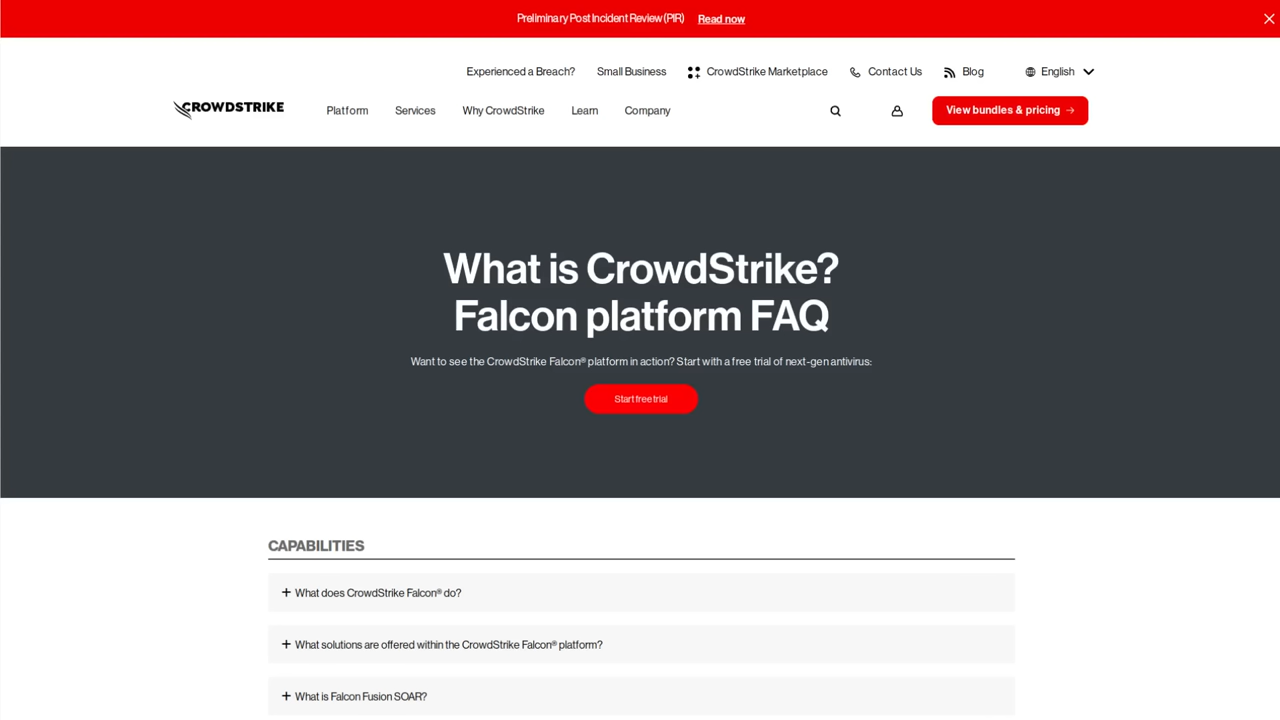 Preliminary Post Incident Review (PIR) Read now
Experienced a Breach? Small Business CrowdStrike Marketplace Contact Us Blog English
CROWDSTRIKE Platform Services Why CrowdStrike Learn Company View bundles & pricing →
What is CrowdStrike?
Falcon platform FAQ
Want to see the CrowdStrike Falcon® platform in action? Start with a free trial of next-gen antivirus:
Start free trial
CAPABILITIES
+ What does CrowdStrike Falcon® do?
+ What solutions are offered within the CrowdStrike Falcon® platform?
+ What is Falcon Fusion SOAR?